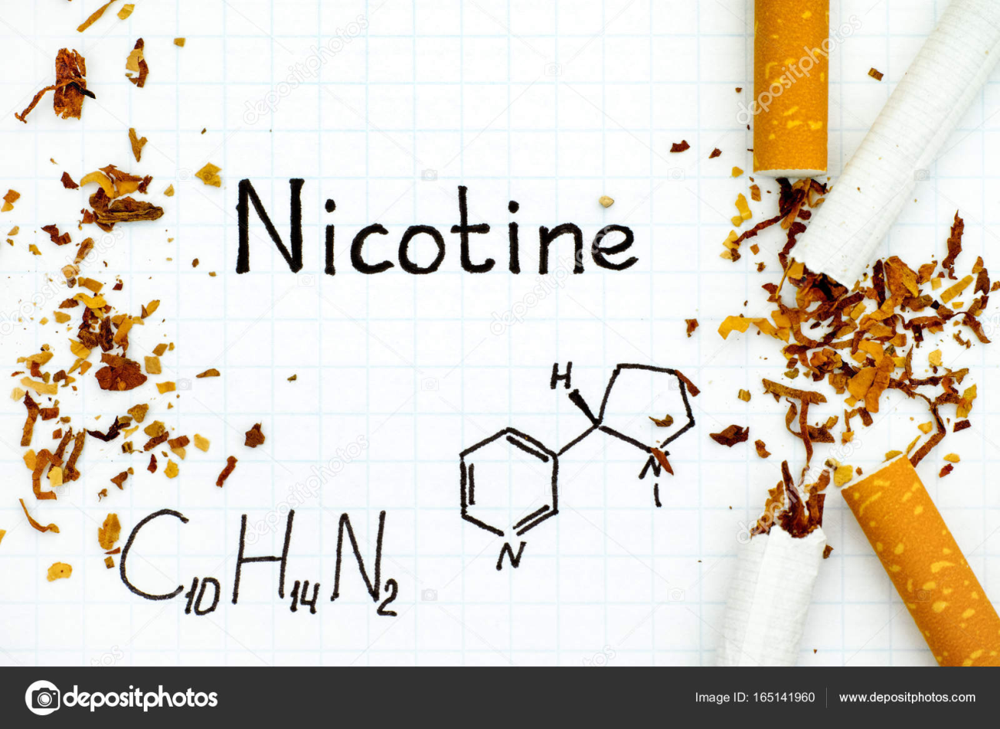 Nicotine
H
N
N
C10H14N2
depositphotos
Image ID: 165141960
www.depositphotos.com